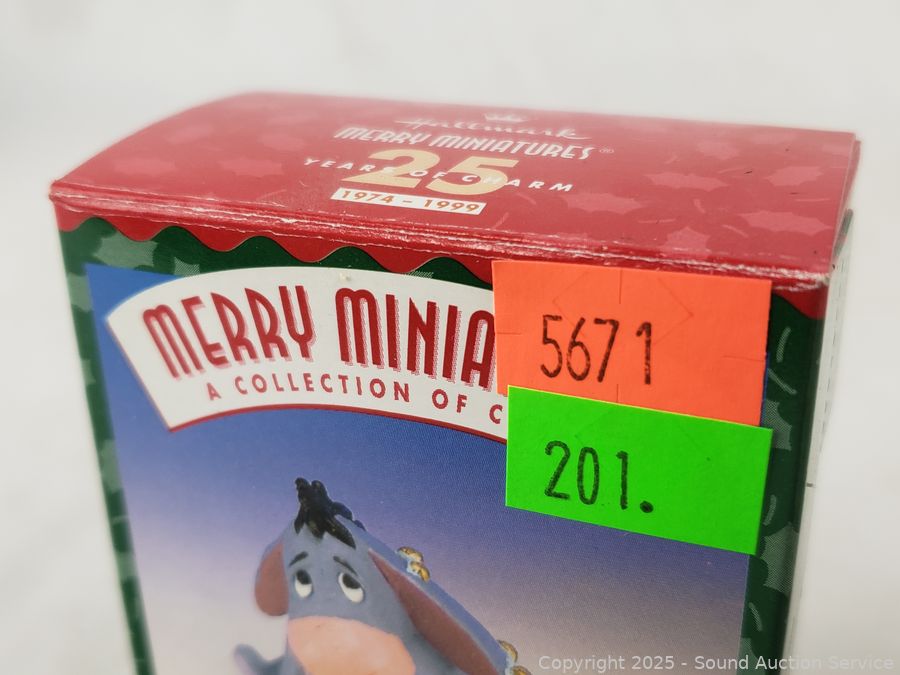 Hallmark
MERRY MINIATURES®
25
YEARS OF CHARM
1974 - 1999
MERRY MINIA
A COLLECTION OF C
5671
201.
Copyright 2025 - Sound Auction Service